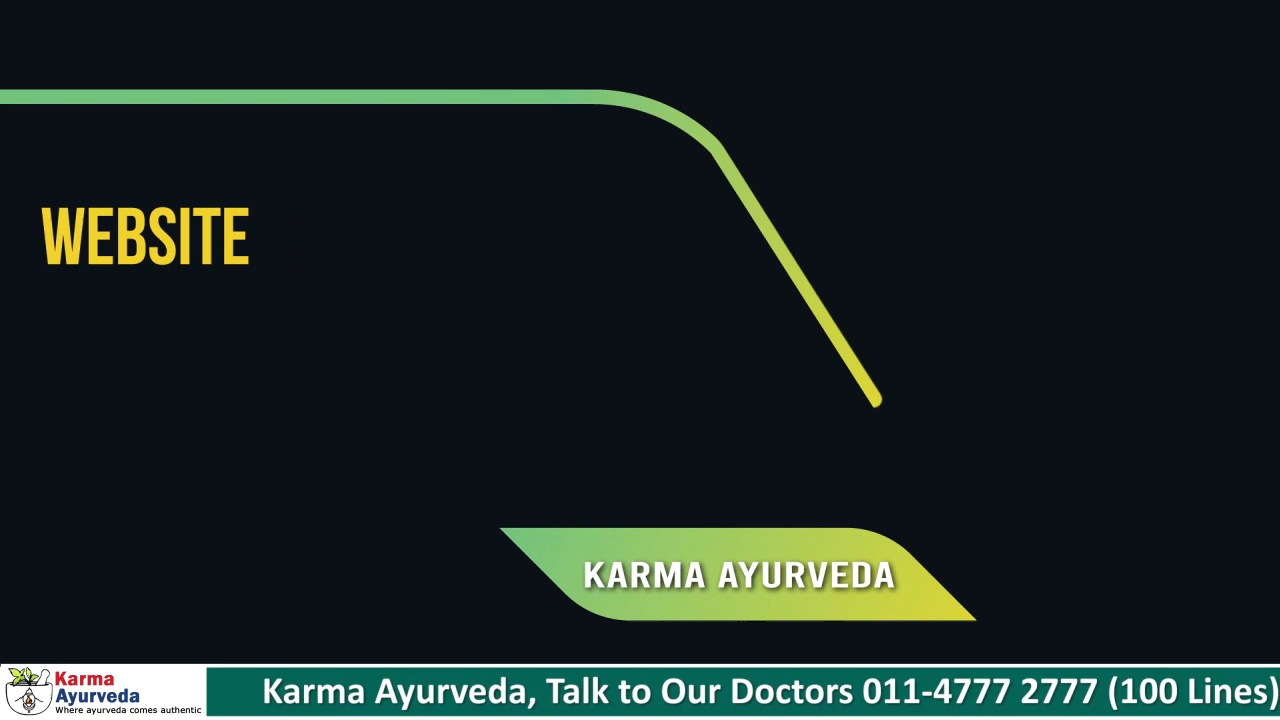 WEBSITE
KARMA AYURVEDA
Karma
Ayurveda
Where ayurveda comes authentic
Karma Ayurveda, Talk to Our Doctors 011-4777 2777 (100 Lines)